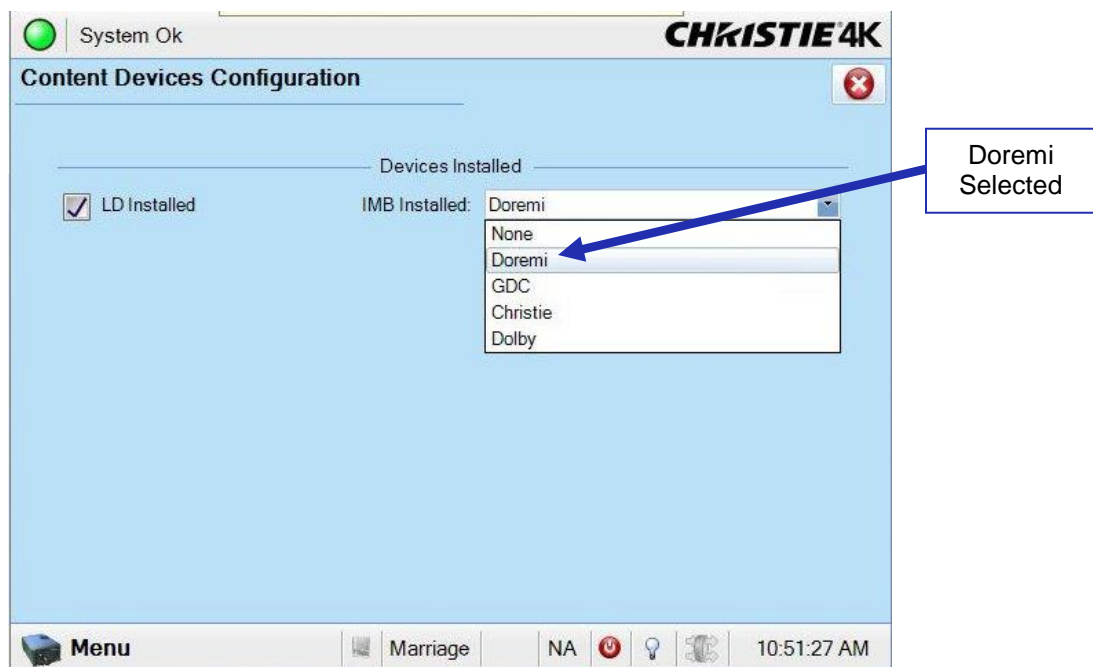 System Ok
CHRISTIE 4K
Content Devices Configuration
Devices Installed
LD Installed
IMB Installed: Doremi
None
Doremi
GDC
Christie
Dolby
Doremi
Selected
Menu
Marriage
NA
10:51:27 AM